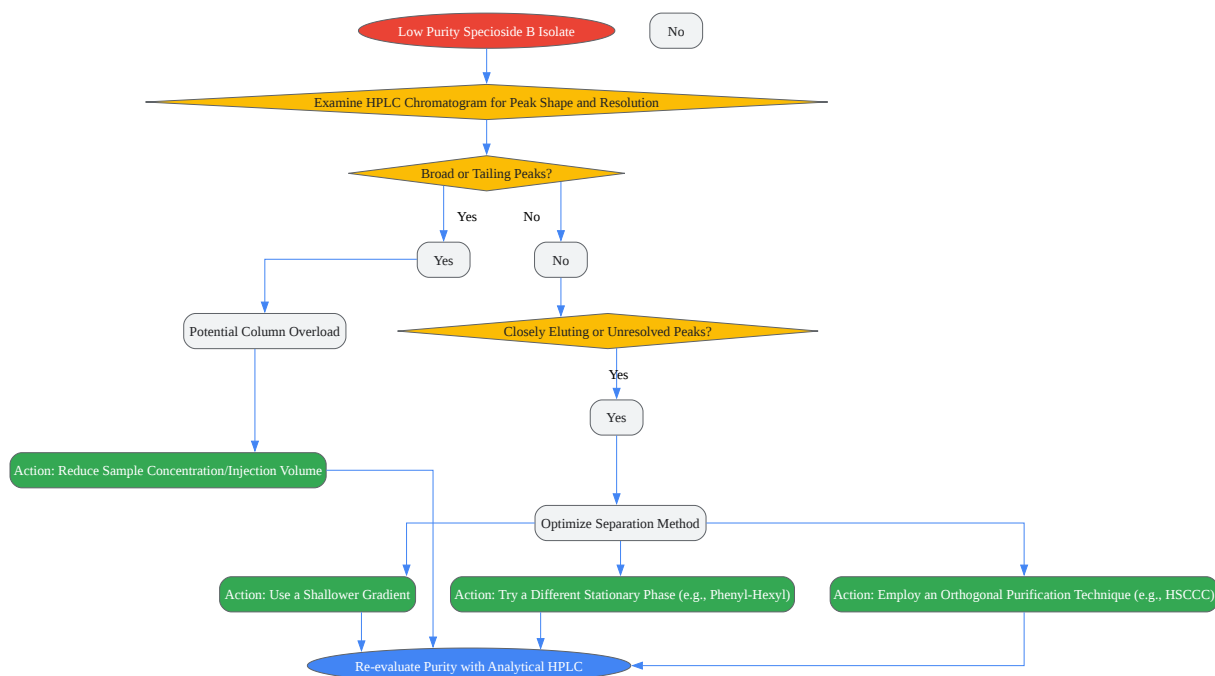 Low Purity Specioside B Isolate
No
Examine HPLC Chromatogram for Peak Shape and Resolution
Broad or Tailing Peaks?
Yes
No
Yes
No
Potential Column Overload
Closely Eluting or Unresolved Peaks?
Yes
Yes
Action: Reduce Sample Concentration/Injection Volume
Optimize Separation Method
Action: Use a Shallower Gradient
Action: Try a Different Stationary Phase (e.g., Phenyl-Hexyl)
Action: Employ an Orthogonal Purification Technique (e.g., HSCCC)
Re-evaluate Purity with Analytical HPLC